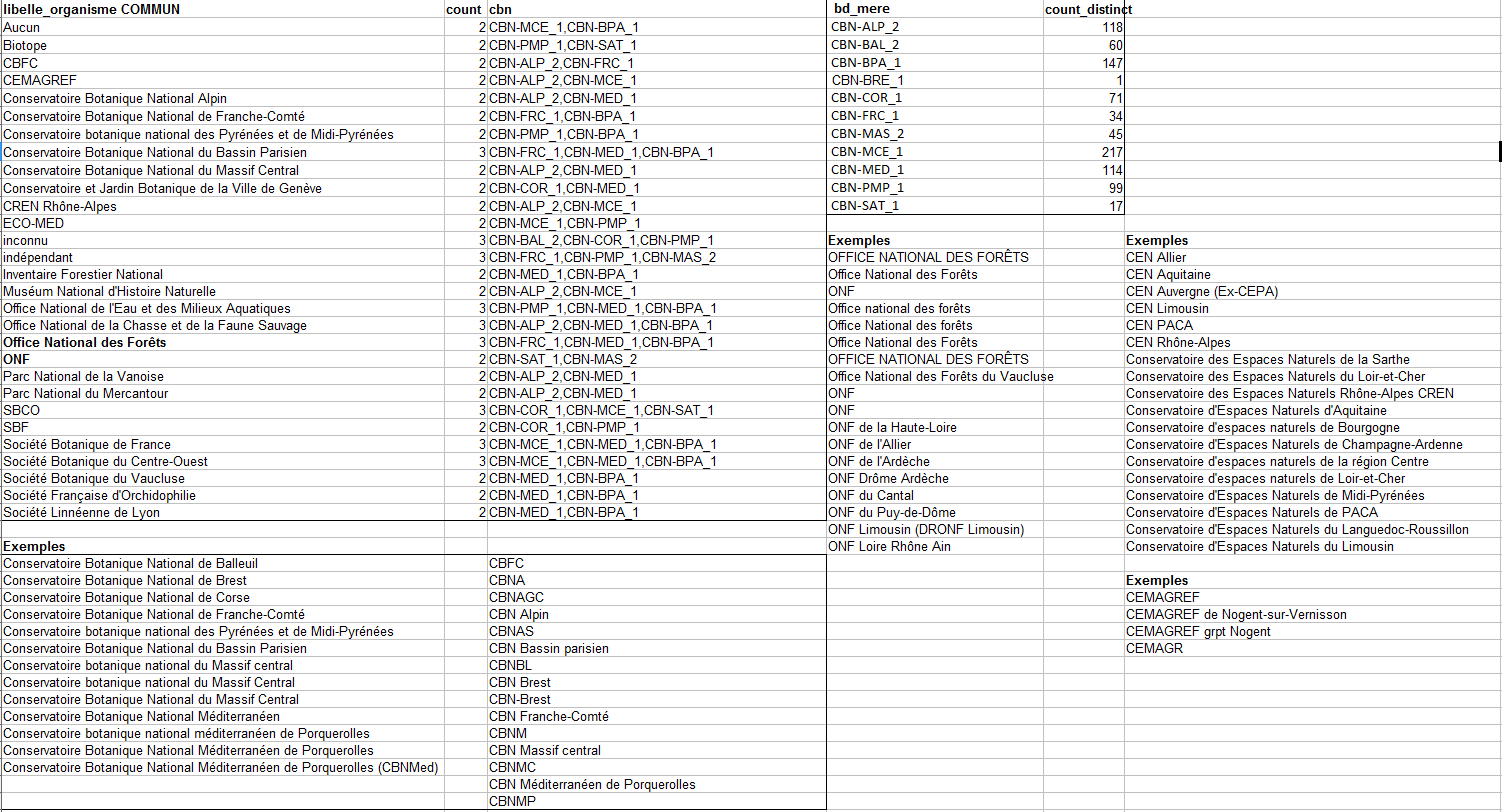 libelle_organisme COMMUN count cbn
Aucun 2 CBN-MCE_1,CBN-BPA_1
Biotope 2 CBN-PMP_1,CBN-SAT_1
CBFC 2 CBN-ALP_2,CBN-FRC_1
CEMAGREF 2 CBN-ALP_2,CBN-MCE_1
Conservatoire Botanique National Alpin 2 CBN-ALP_2,CBN-MED_1
Conservatoire Botanique National de Franche-Comté 2 CBN-FRC_1,CBN-BPA_1
Conservatoire botanique national des Pyrénées et de Midi-Pyrénées 2 CBN-PMP_1,CBN-BPA_1
Conservatoire Botanique National du Bassin Parisien 3 CBN-FRC_1,CBN-MED_1,CBN-BPA_1
Conservatoire Botanique National du Massif Central 2 CBN-ALP_2,CBN-MED_1
Conservatoire et Jardin Botanique de la Ville de Genève 2 CBN-COR_1,CBN-MED_1
CREN Rhône-Alpes 2 CBN-ALP_2,CBN-MCE_1
ECO-MED 2 CBN-MCE_1,CBN-PMP_1
inconnu 3 CBN-BAL_2,CBN-COR_1,CBN-PMP_1
indépendant 3 CBN-FRC_1,CBN-PMP_1,CBN-MAS_2
Inventaire Forestier National 2 CBN-MED_1,CBN-BPA_1
Muséum National d'Histoire Naturelle 2 CBN-ALP_2,CBN-MCE_1
Office National de l'Eau et des Milieux Aquatiques 3 CBN-PMP_1,CBN-MED_1,CBN-BPA_1
Office National de la Chasse et de la Faune Sauvage 3 CBN-ALP_2,CBN-MED_1,CBN-BPA_1
Office National des Forêts 3 CBN-FRC_1,CBN-MED_1,CBN-BPA_1
ONF 2 CBN-SAT_1,CBN-MAS_2
Parc National de la Vanoise 2 CBN-ALP_2,CBN-MED_1
Parc National du Mercantour 2 CBN-ALP_2,CBN-MED_1
SBCO 3 CBN-COR_1,CBN-MCE_1,CBN-SAT_1
SBF 2 CBN-COR_1,CBN-PMP_1
Société Botanique de France 3 CBN-MCE_1,CBN-MED_1,CBN-BPA_1
Société Botanique du Centre-Ouest 3 CBN-MCE_1,CBN-MED_1,CBN-BPA_1
Société Botanique du Vaucluse 2 CBN-MED_1,CBN-BPA_1
Société Française d'Orchidophilie 2 CBN-MED_1,CBN-BPA_1
Société Linnéenne de Lyon 2 CBN-MED_1,CBN-BPA_1
Exemples
Conservatoire Botanique National de Balleuil CBFC
Conservatoire Botanique National de Brest CBNA
Conservatoire Botanique National de Corse CBNAGC
Conservatoire Botanique National de Franche-Comté CBN Alpin
Conservatoire botanique national des Pyrénées et de Midi-Pyrénées CBNAS
Conservatoire Botanique National du Bassin Parisien CBN Bassin parisien
Conservatoire botanique national du Massif central CBNBL
Conservatoire botanique national du Massif Central CBN Brest
Conservatoire Botanique National du Massif Central CBN-Brest
Conservatoire Botanique National Méditerranéen CBN Franche-Comté
Conservatoire botanique national méditerranéen de Porquerolles CBNM
Conservatoire Botanique National Méditerranéen de Porquerolles CBN Massif central
Conservatoire Botanique National Méditerranéen de Porquerolles (CBNMed) CBNMC
CBN Méditerranéen de Porquerolles
CBNMP
bd_mere count_distinct
CBN-ALP_2 118
CBN-BAL_2 60
CBN-BPA_1 147
CBN-BRE_1 1
CBN-COR_1 71
CBN-FRC_1 34
CBN-MAS_2 45
CBN-MCE_1 217
CBN-MED_1 114
CBN-PMP_1 99
CBN-SAT_1 17
Exemples
OFFICE NATIONAL DES FORÊTS
Office National des Forêts
ONF
Office national des forêts
Office National des forêts
Office National des Forêts
OFFICE NATIONAL DES FORÊTS
Office National des Forêts du Vaucluse
ONF
ONF
ONF de la Haute-Loire
ONF de l'Allier
ONF de l'Ardèche
ONF Drôme Ardèche
ONF du Cantal
ONF du Puy-de-Dôme
ONF Limousin (DRONF Limousin)
ONF Loire Rhône Ain
Exemples
CEN Allier
CEN Aquitaine
CEN Auvergne (Ex-CEPA)
CEN Limousin
CEN PACA
CEN Rhône-Alpes
Conservatoire des Espaces Naturels de la Sarthe
Conservatoire des Espaces Naturels du Loir-et-Cher
Conservatoire des Espaces Naturels Rhône-Alpes CREN
Conservatoire d'Espaces Naturels d'Aquitaine
Conservatoire d'espaces naturels de Bourgogne
Conservatoire d'Espaces Naturels de Champagne-Ardenne
Conservatoire d'espaces naturels de la région Centre
Conservatoire d'espaces naturels de Loir-et-Cher
Conservatoire d'Espaces Naturels de Midi-Pyrénées
Conservatoire d'Espaces Naturels de PACA
Conservatoire d'Espaces Naturels du Languedoc-Roussillon
Conservatoire d'Espaces Naturels du Limousin
Exemples
CEMAGREF
CEMAGREF de Nogent-sur-Vernisson
CEMAGREF grpt Nogent
CEMAGR